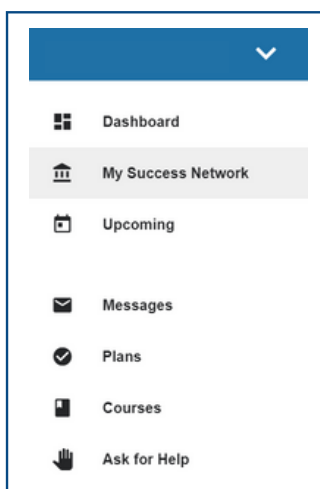 Dashboard
My Success Network
Upcoming
Messages
Plans
Courses
Ask for Help